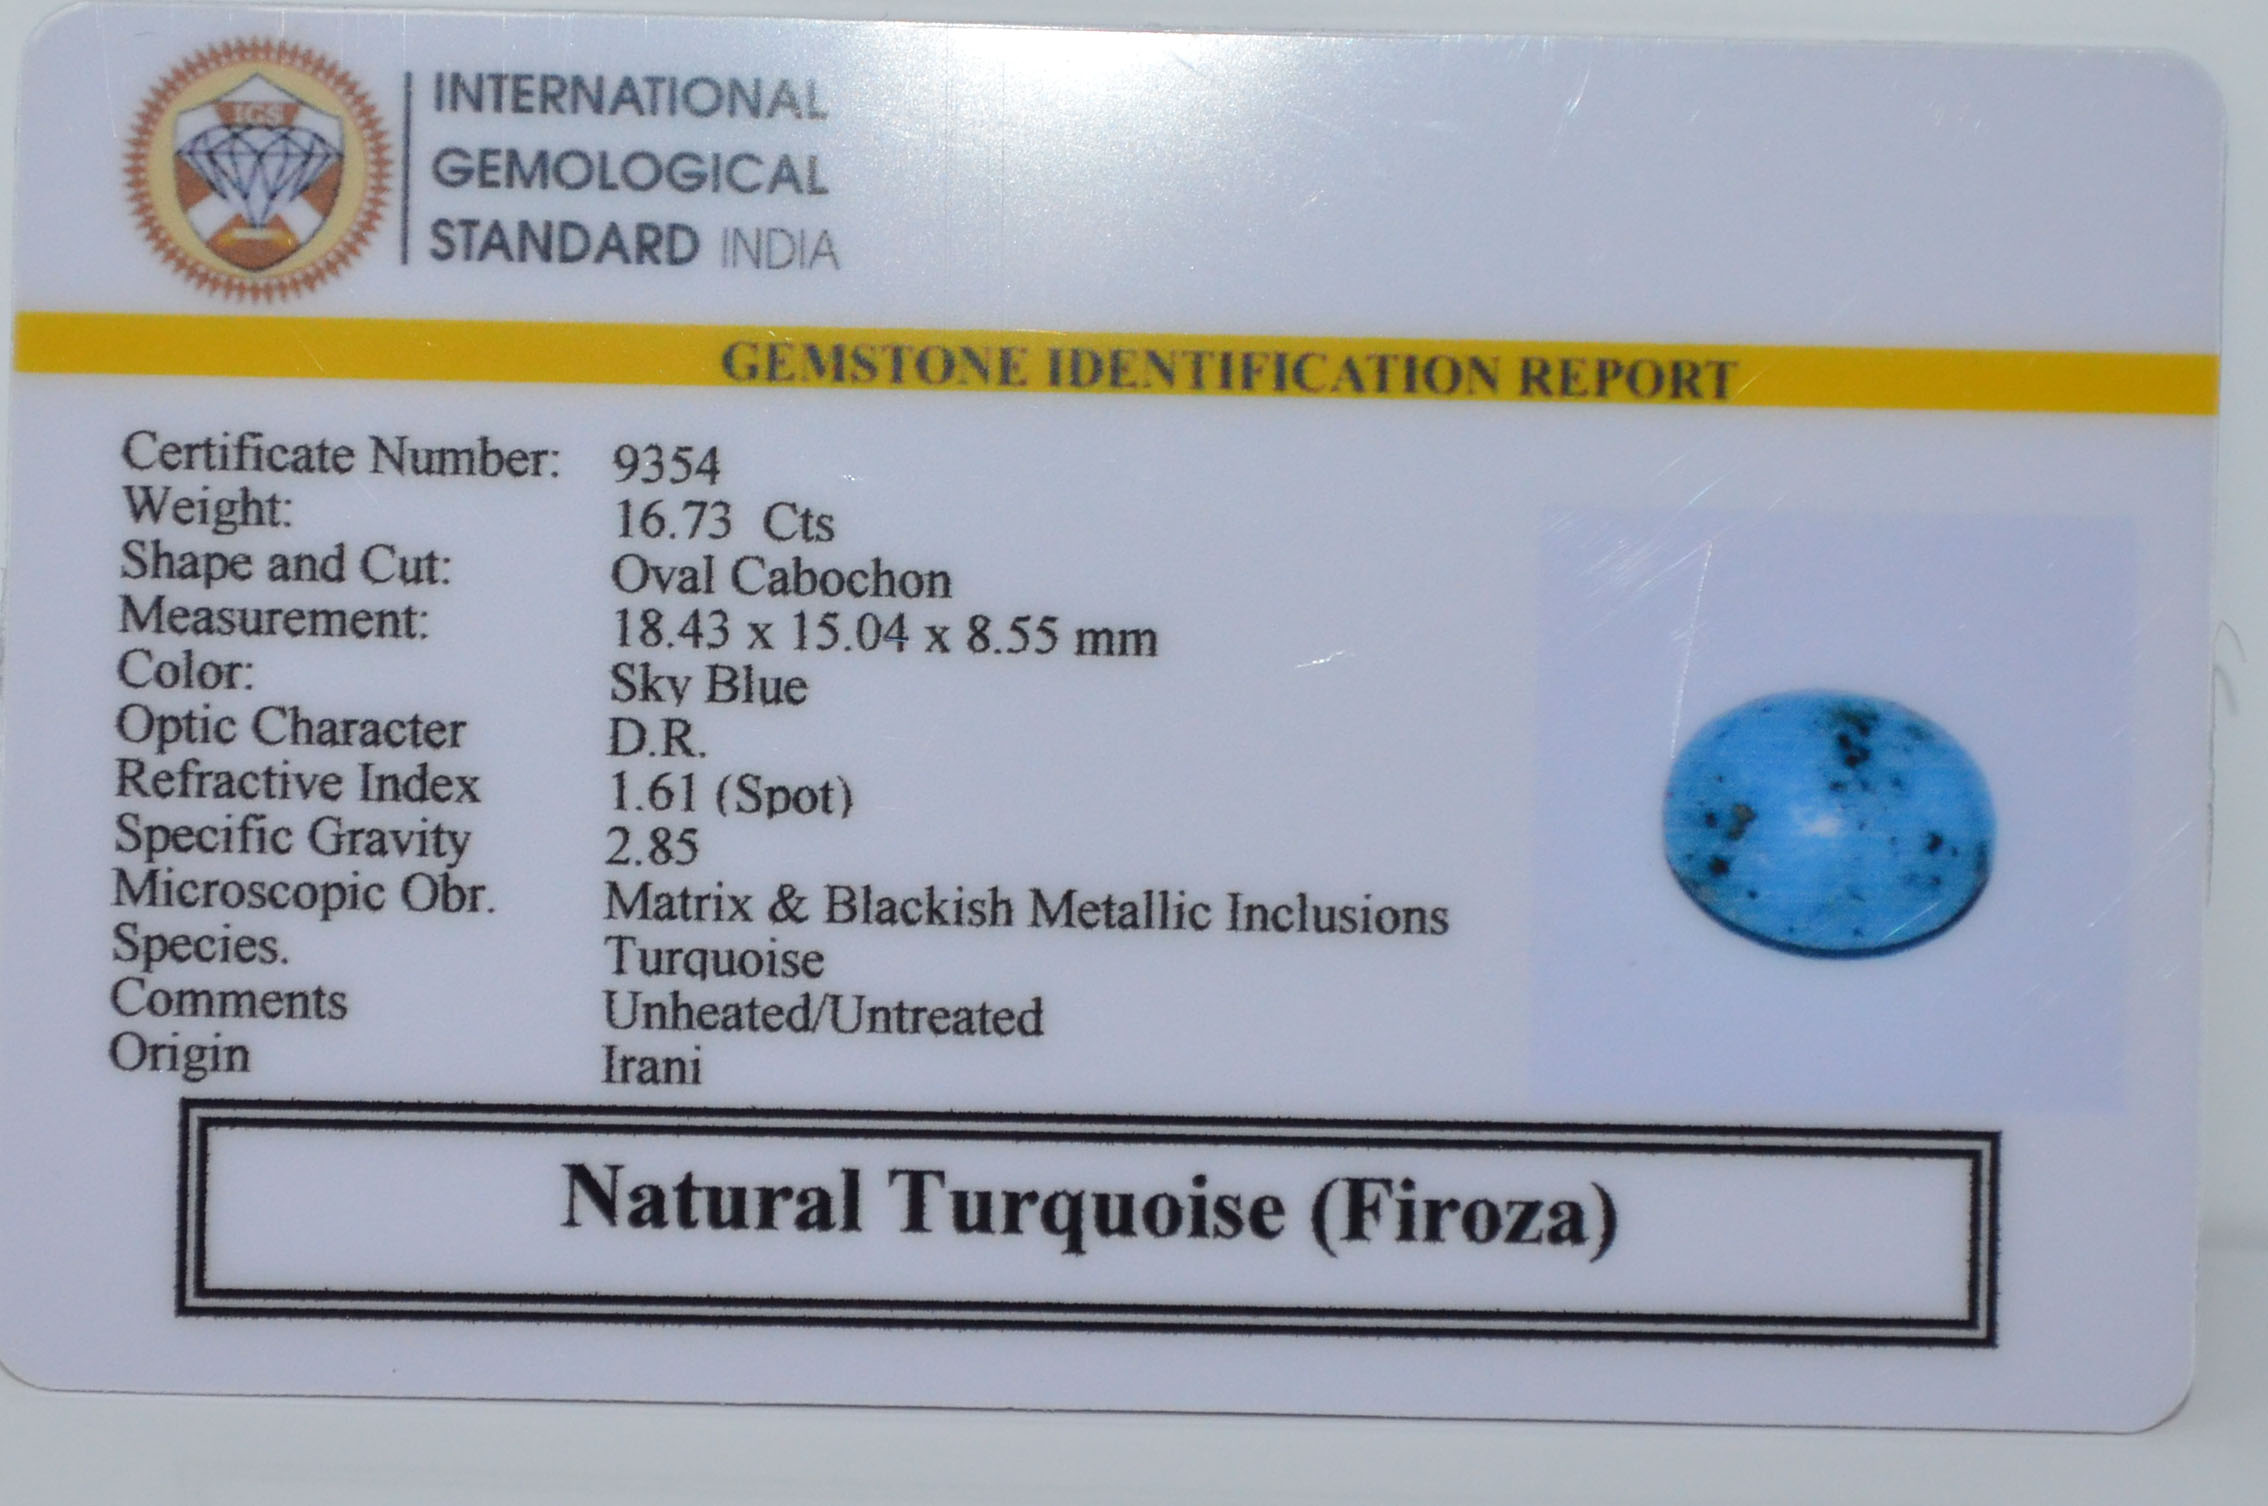 IGS
INTERNATIONAL
GEMOLOGICAL
STANDARD INDIA
GEMSTONE IDENTIFICATION REPORT
Certificate Number: 9354
Weight: 16.73 Cts
Shape and Cut: Oval Cabochon
Measurement: 18.43 x 15.04 x 8.55 mm
Color: Sky Blue
Optic Character D.R.
Refractive Index 1.61 (Spot)
Specific Gravity 2.85
Microscopic Obr. Matrix & Blackish Metallic Inclusions
Species. Turquoise
Comments Unheated/Untreated
Origin Irani
Natural Turquoise (Firoza)